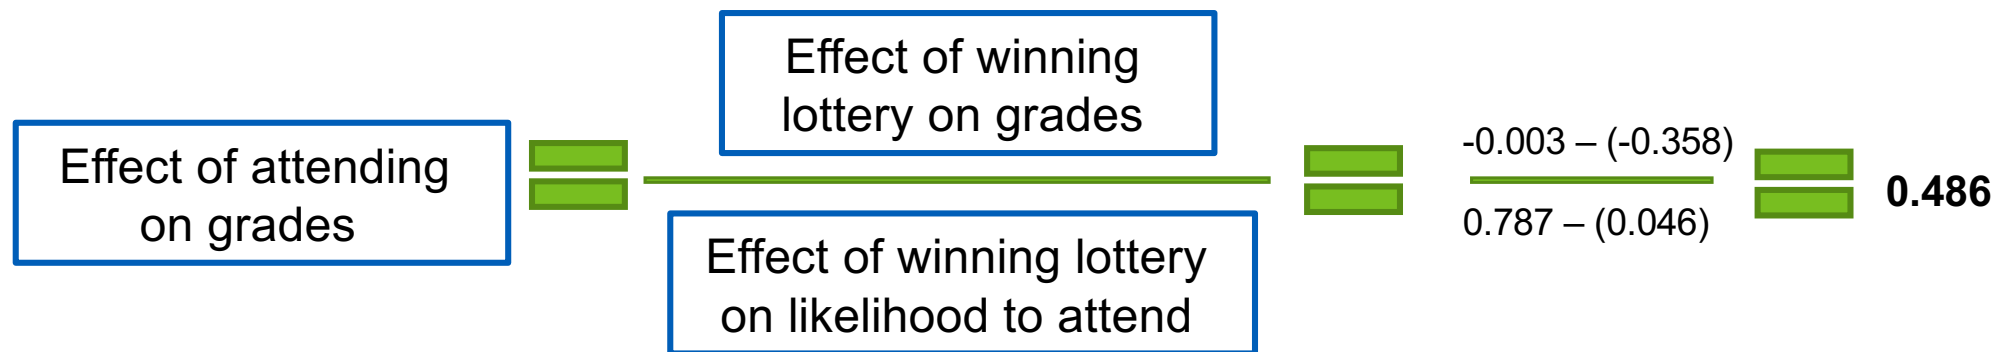 Effect of attending
on grades
Effect of winning
lottery on grades
Effect of winning lottery
on likelihood to attend
-0.003 – (-0.358)
0.787 – (0.046)
0.486